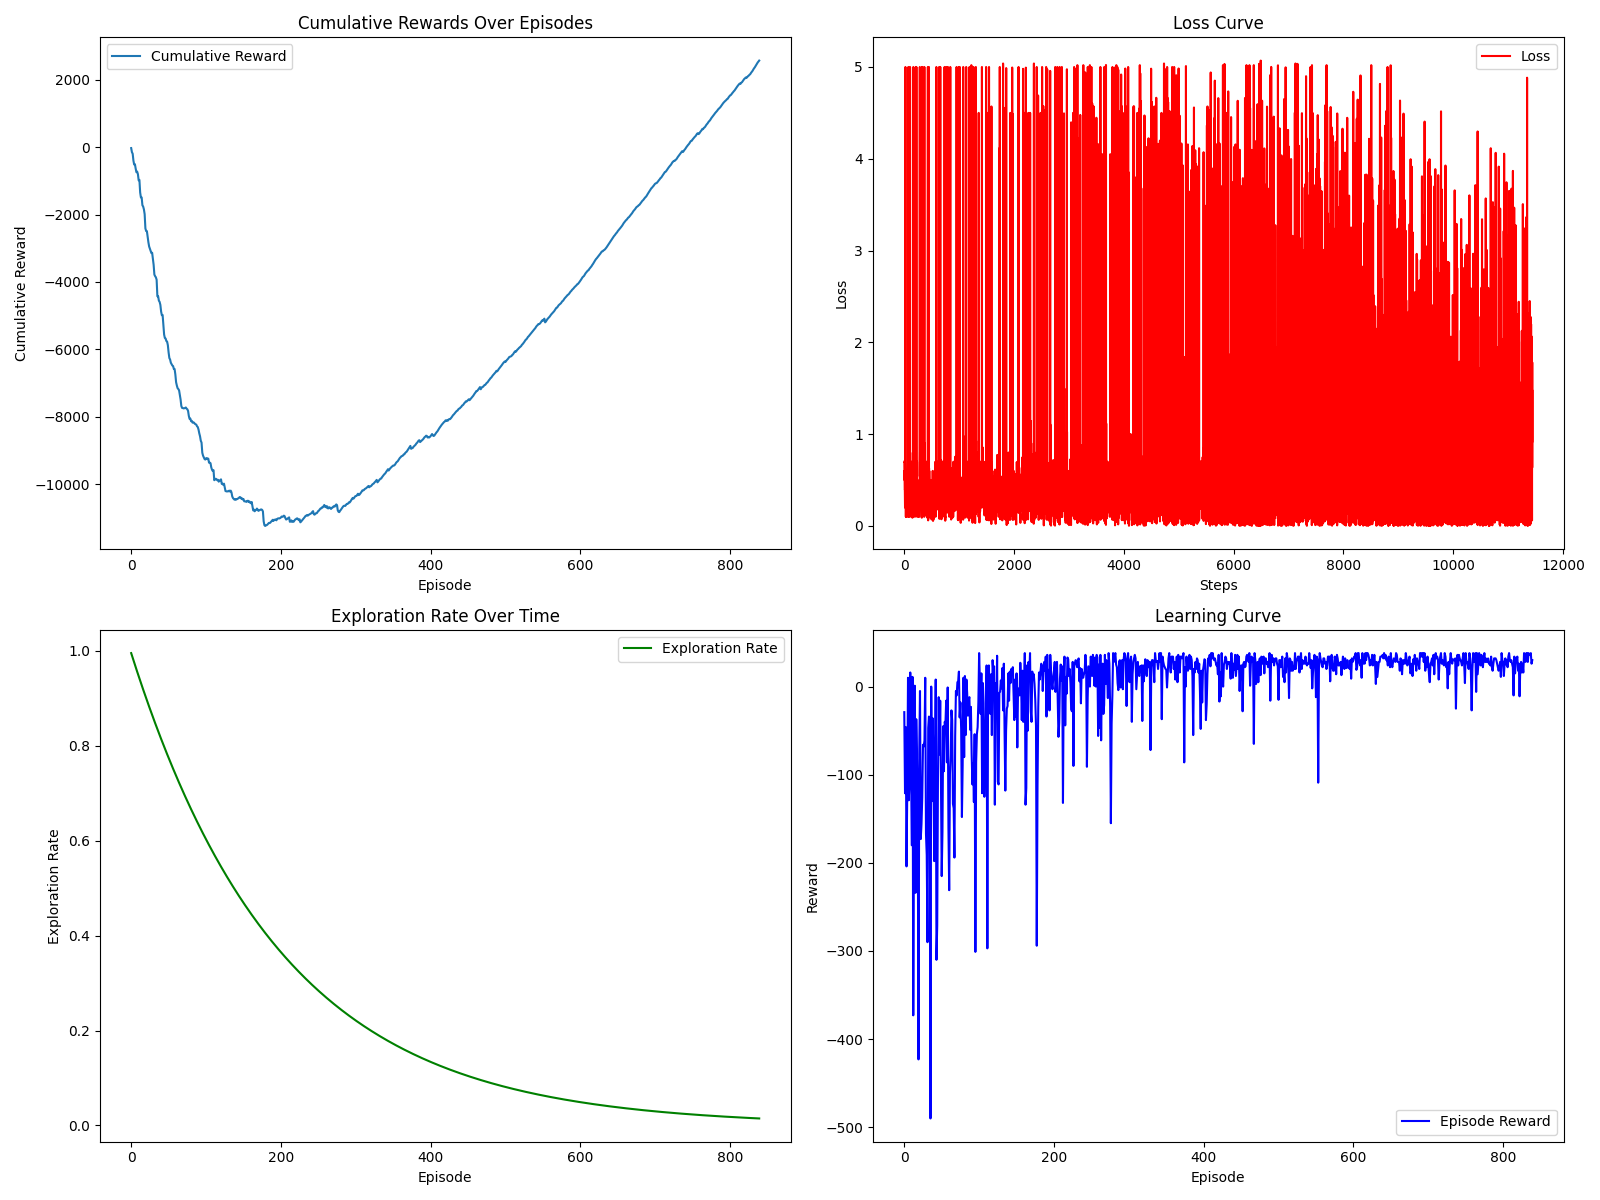 Cumulative Rewards Over Episodes
Cumulative Reward
2000
0
−2000
−4000
−6000
−8000
−10000
Cumulative Reward
0 200 400 600 800
Episode
Loss Curve
Loss
5
4
3
2
1
0
Loss
0 2000 4000 6000 8000 10000 12000
Steps
Exploration Rate Over Time
Exploration Rate
1.0
0.8
0.6
0.4
0.2
0.0
Exploration Rate
0 200 400 600 800
Episode
Learning Curve
0
−100
−200
−300
−400
−500
Reward
Episode Reward
0 200 400 600 800
Episode